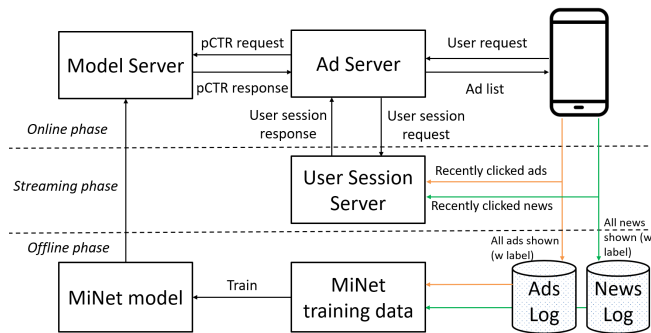 pCTR request
User request
Model Server
Ad Server
pCTR response
Ad list
User session
response
User session
request
Online phase
Recently clicked ads
Streaming phase
User Session
Server
Recently clicked news
All news
shown (w
label)
All ads shown
(w label)
Offline phase
MiNet model
Train
MiNet
training data
Ads
Log
News
Log